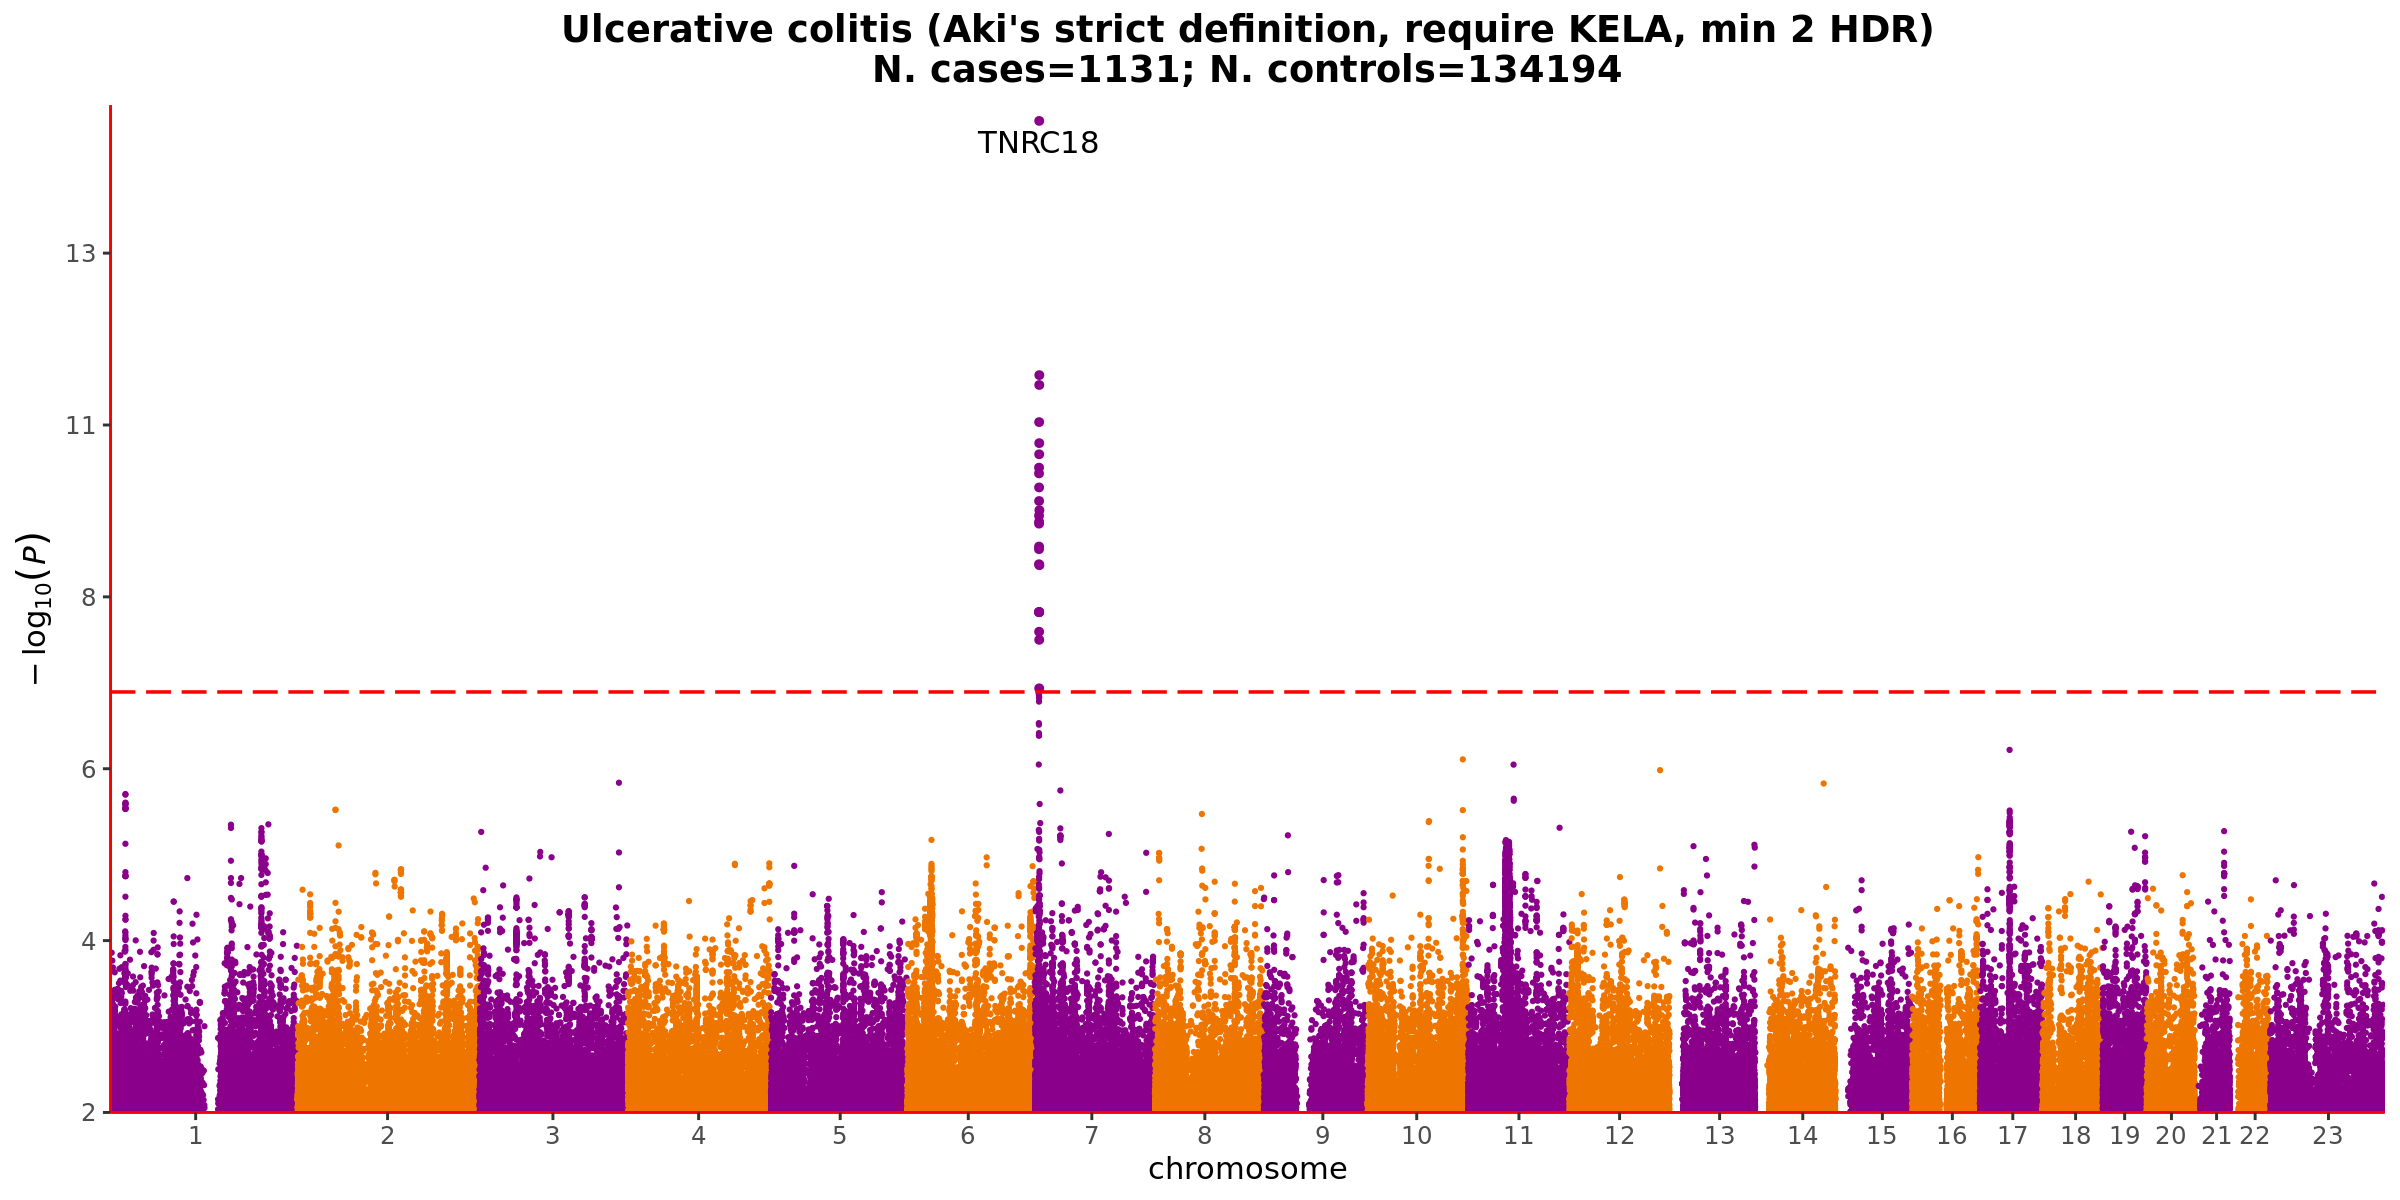 Ulcerative colitis (Aki's strict definition, require KELA, min 2 HDR)
N. cases=1131; N. controls=134194
TNRC18
13
11
8
6
4
2
−log10(P)
1 2 3 4 5 6 7 8 9 10 11 12 13 14 15 16 17 18 19 20 21 22 23
chromosome